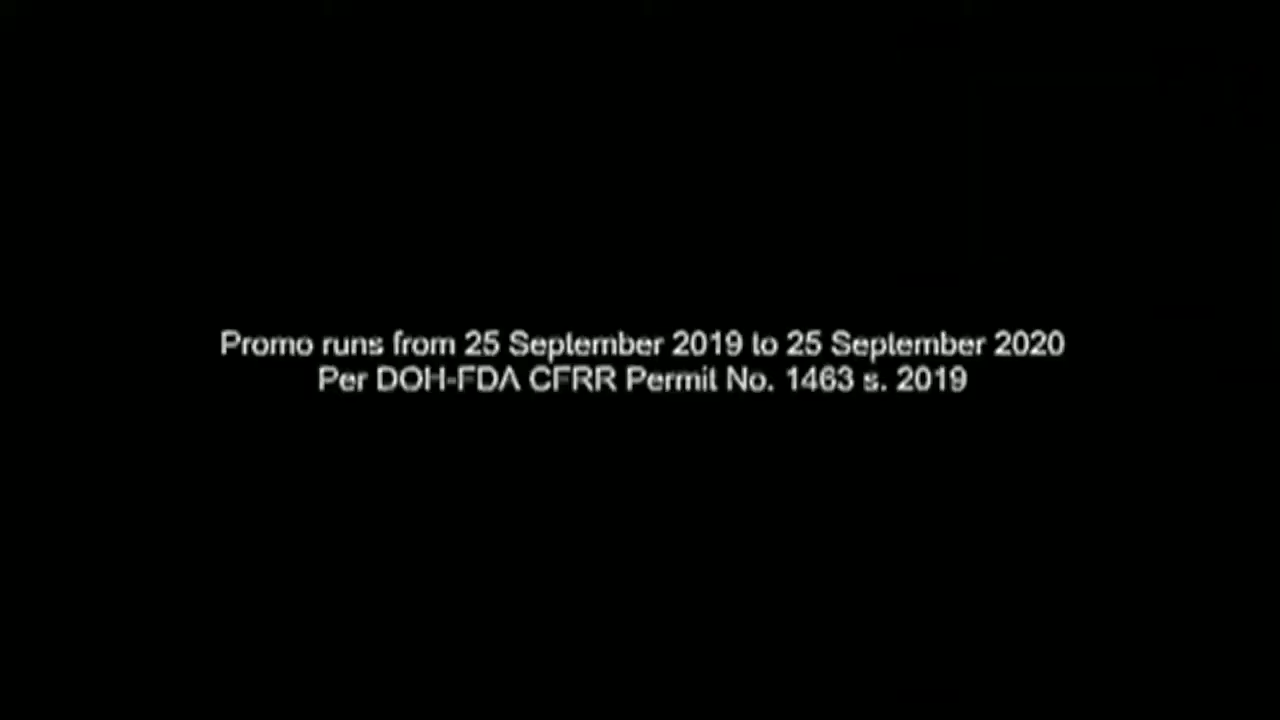 Promo runs from 25 September 2019 to 25 September 2020
Per DOH-FDA CFRR Permit No. 1463 s. 2019